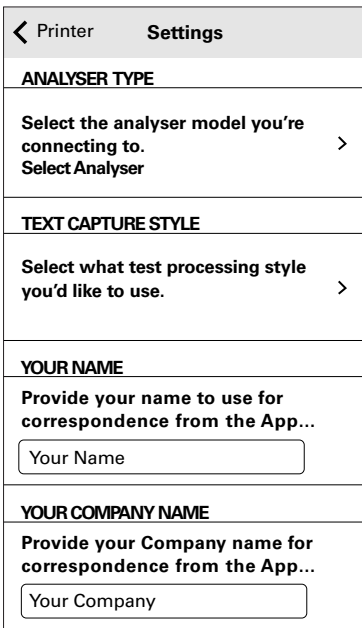 Printer Settings
ANALYSER TYPE
Select the analyser model you're
connecting to.
Select Analyser
TEXT CAPTURE STYLE
Select what test processing style
you'd like to use.
YOUR NAME
Provide your name to use for
correspondence from the App...
Your Name
YOUR COMPANY NAME
Provide your Company name for
correspondence from the App...
Your Company